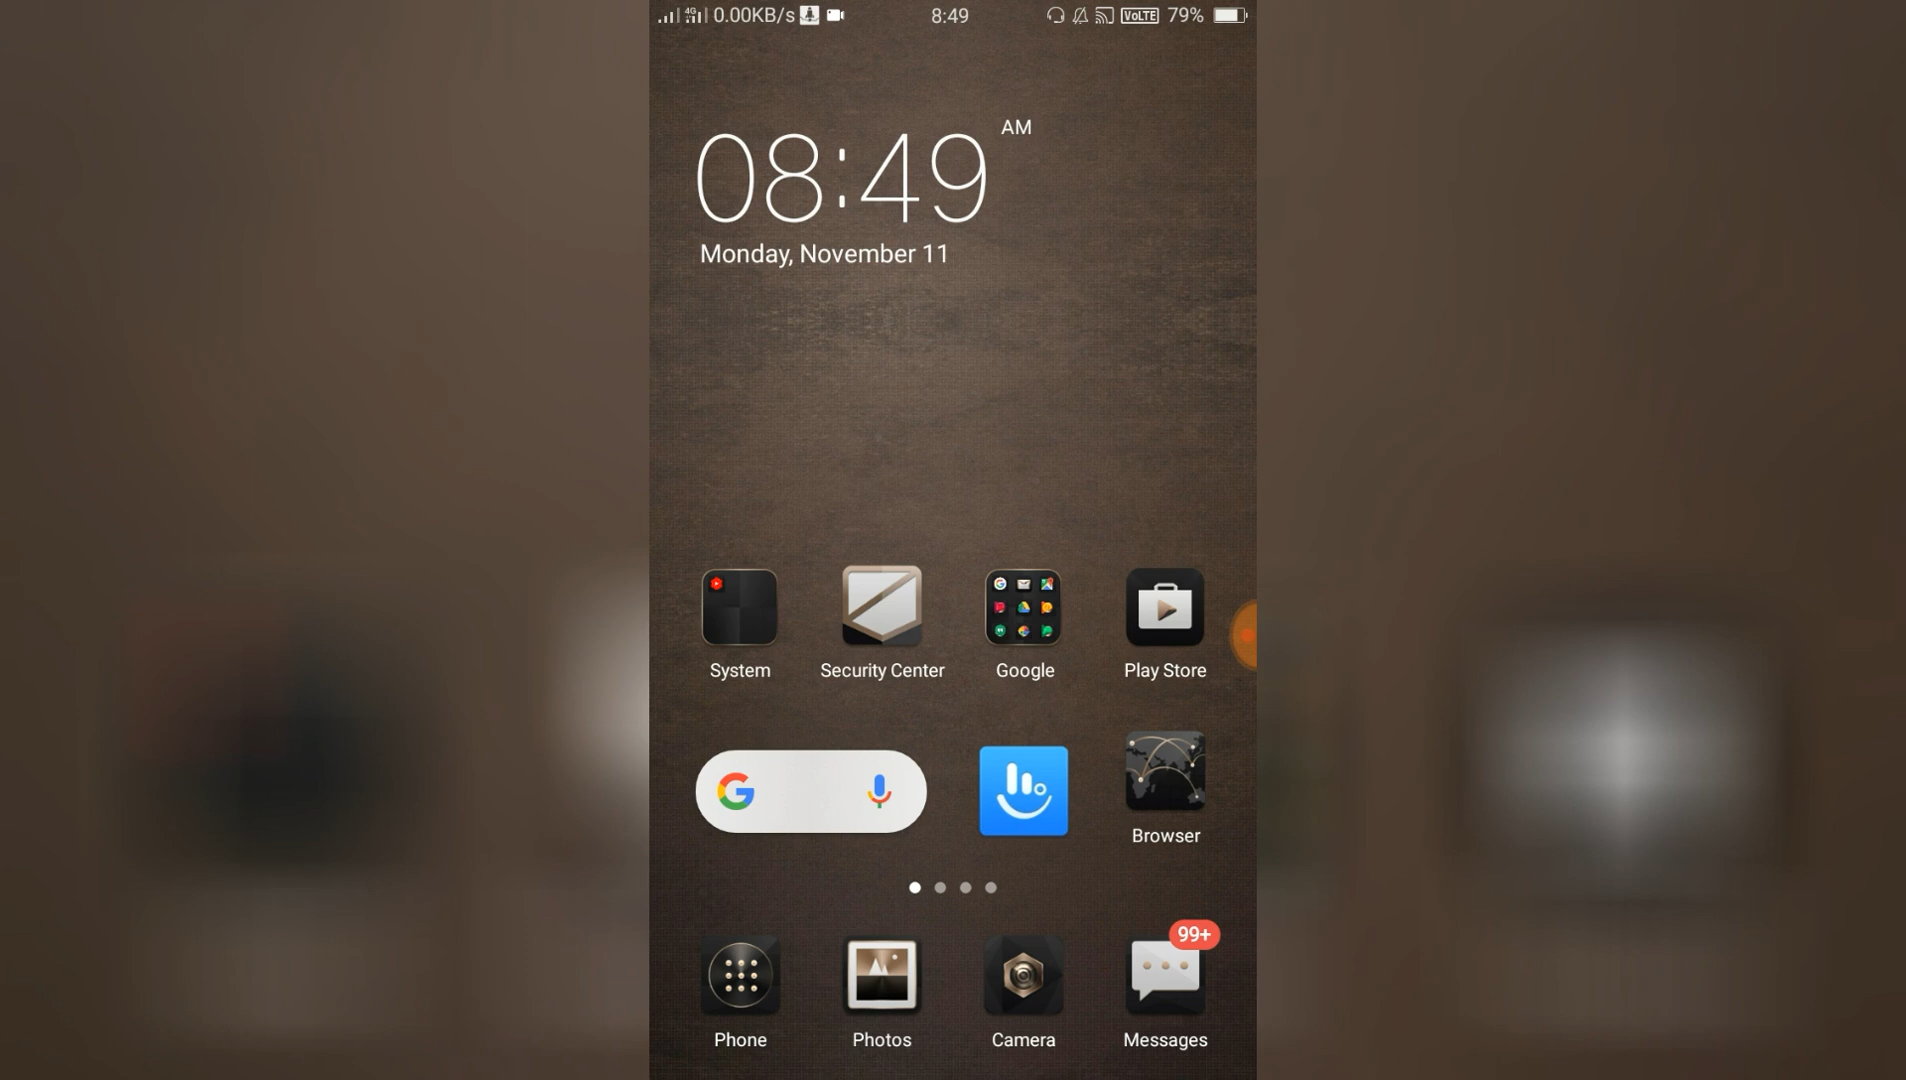 4G 0.00KB/s 8:49 VoLTE 79%
AM
08:49
Monday, November 11
System Security Center Google Play Store
Browser
99+
Phone Photos Camera Messages